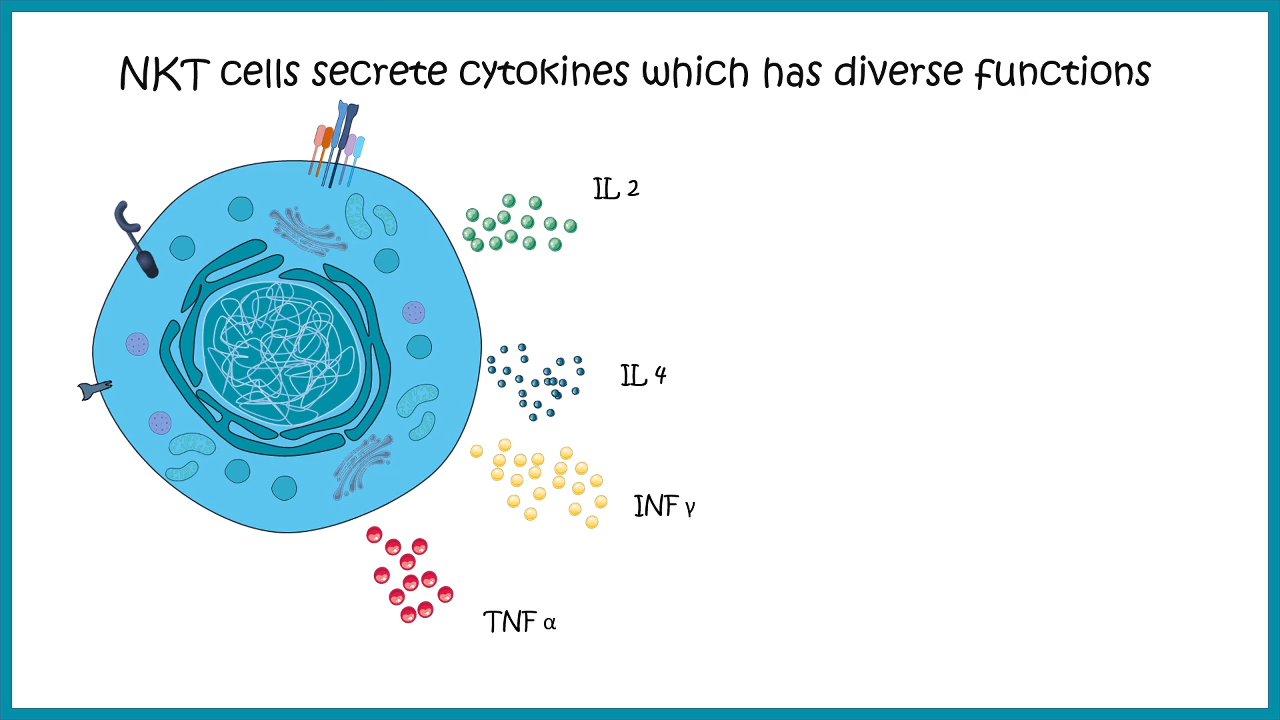 NKT cells secrete cytokines which has diverse functions
IL 2
IL 4
INF γ
TNF α